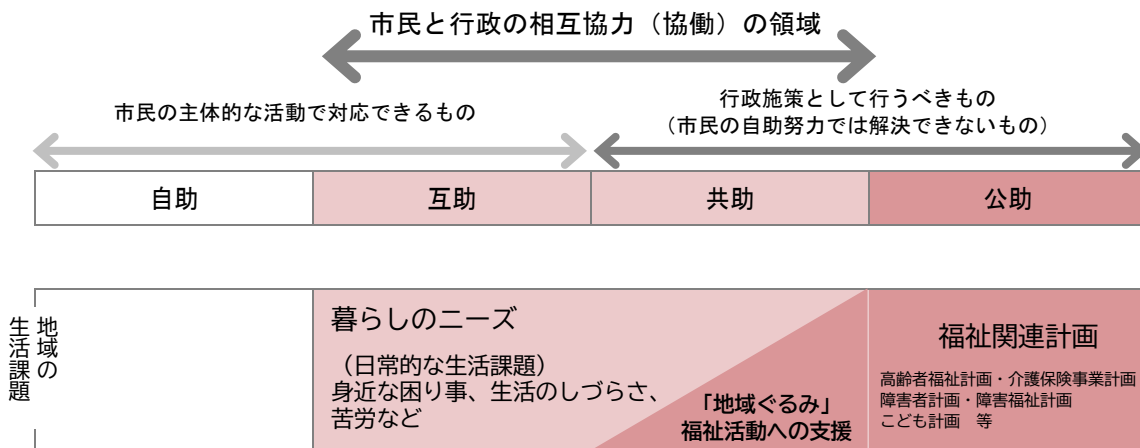 市民と行政の相互協力（協働）の領域
市民の主体的な活動で対応できるもの
行政施策として行うべきもの
（市民の自助努力では解決できないもの）
自助
互助
共助
公助
地域の
生活課題
暮らしのニーズ
（日常的な生活課題）
身近な困り事、生活のしづらさ、
苦労など
「地域ぐるみ」
福祉活動への支援
福祉関連計画
高齢者福祉計画・介護保険事業計画
障害者計画・障害福祉計画
こども計画　等